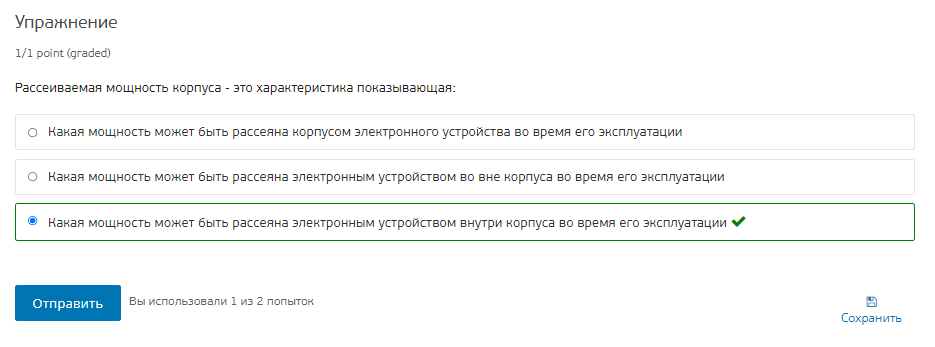 Упражнение
1/1 point (graded)
Рассеиваемая мощность корпуса - это характеристика показывающая:
Какая мощность может быть рассеяна корпусом электронного устройства во время его эксплуатации
Какая мощность может быть рассеяна электронным устройством во вне корпуса во время его эксплуатации
Какая мощность может быть рассеяна электронным устройством внутри корпуса во время его эксплуатации
Отправить
Вы использовали 1 из 2 попыток
Сохранить